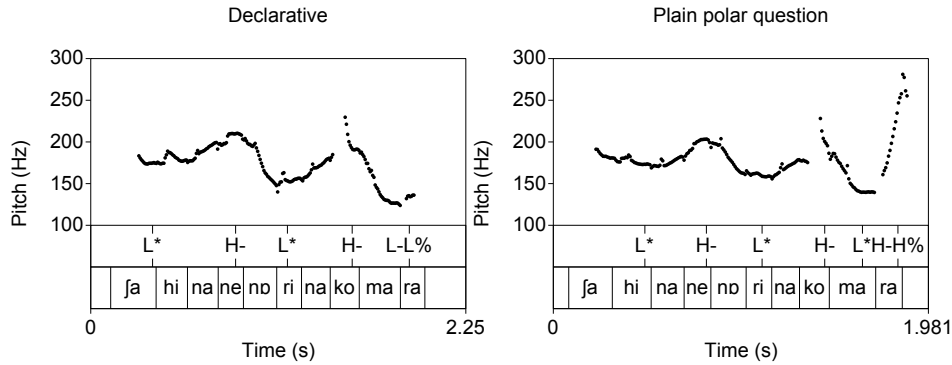 Declarative
Pitch (Hz)
300
250
200
150
100
L* H- L* H- L-L%
ʃa hi na ne nɒ ri na ko ma ra
0 2.25
Time (s)
Plain polar question
Pitch (Hz)
300
250
200
150
100
L* H- L* H- L*H-H%
ʃa hi na ne nɒ ri na ko ma ra
0 1.981
Time (s)